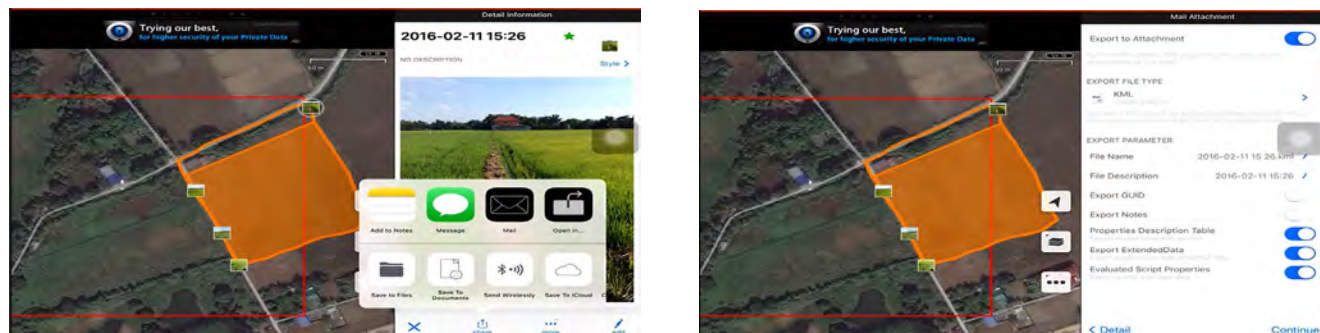 Trying our best,
for higher security of your Private Data
50 m
Detail Information
2016-02-11 15:26
NO DESCRIPTION
Style >
Add to Notes
Message
Mail
Open in...
Save to Files
Save To Documents
Send Wirelessly
Save To iCloud
share
more
edit
Trying our best,
for higher security of your Private Data
50 m
Mail Attachment
Export to Attachment
EXPORT FILE TYPE
KML
EXPORT PARAMETER
File Name 2016-02-11 15 26.kml
File Description 2016-02-11 15:26
Export GUID
Export Notes
Properties Description Table
Export ExtendedData
Evaluated Script Properties
< Detail
Continue